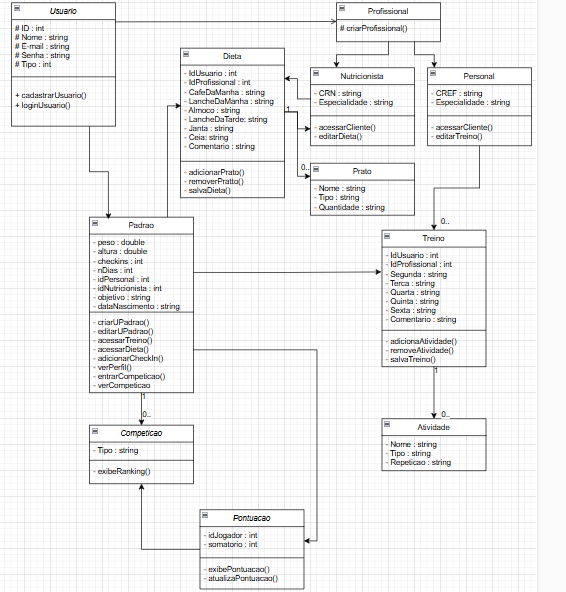 Usuario
# ID : int
# Nome : string
# E-mail : string
# Senha : string
# Tipo : int
+ cadastrarUsuario()
+ loginUsuario()
Profissional
# criarProfissional()
Dieta
- IdUsuario : int
- IdProfissional : int
- CafeDaManha : string
- LancheDaManha : string
- Almoco : string
- LancheDaTarde: string
- Janta : string
- Ceia: string
- Comentario : string
- adicionarPrato()
- removerPratto()
- salvaDieta()
1
0..
Nutricionista
- CRN : string
- Especialidade : string
- acessarCliente()
- editarDieta()
Personal
- CREF : string
- Especialidade : string
- acessarCliente()
- editarTreino()
Prato
- Nome : string
- Tipo : string
- Quantidade : string
0..
Padrao
- peso : double
- altura : double
- checkins : int
- nDias : int
- idPersonal : int
- idNutricionista : int
- objetivo : string
- dataNascimento : string
- criarUPadrao()
- editarUPadrao()
- acessarTreino()
- acessarDieta()
- adicionarCheckIn()
- verPerfil()
- entrarCompeticao()
- verCompeticao
1
0..
Treino
- IdUsuario : int
- IdProfissional : int
- Segunda : string
- Terca : string
- Quarta : string
- Quinta : string
- Sexta : string
- Comentario : string
- adicionaAtividade()
- removeAtividade()
- salvaTreino()
1
0..
Competicao
- Tipo : string
- exibeRanking()
Atividade
- Nome : string
- Tipo : string
- Repeticao : string
Pontuacao
- idJogador : int
- somatorio : int
- exibePontuacao()
- atualizaPontuacao()